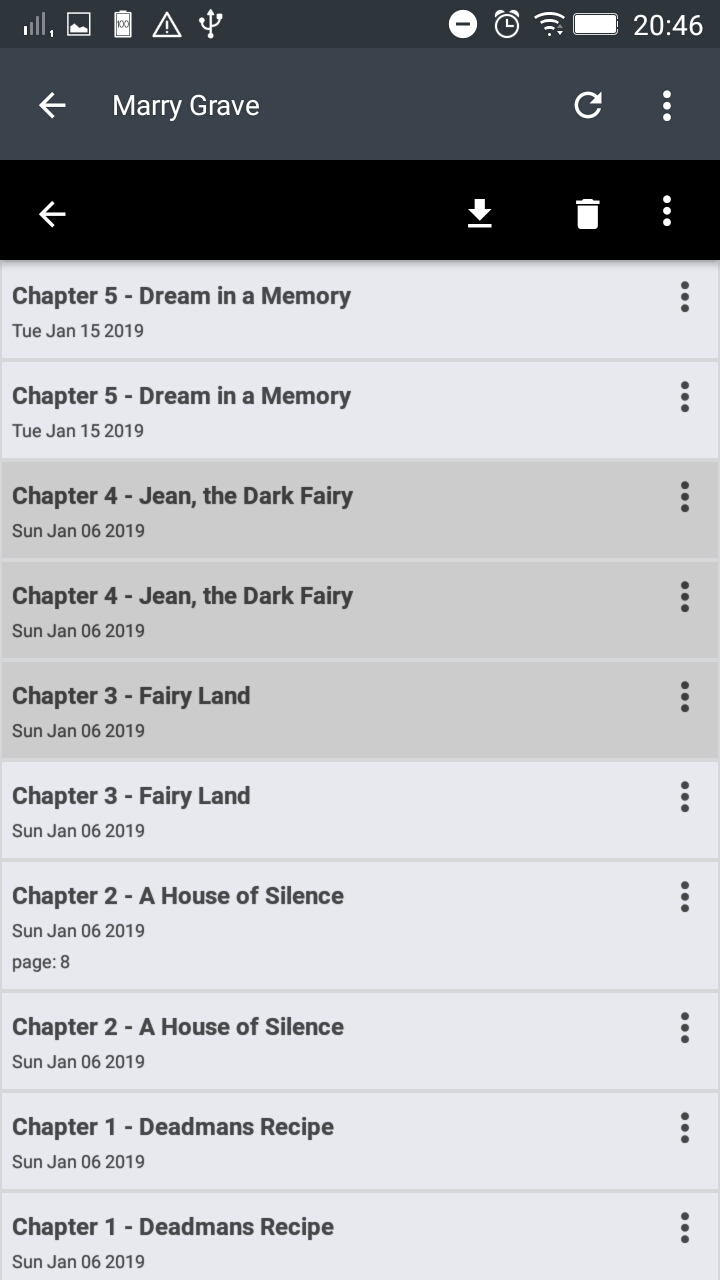 1
100
20:46
Marry Grave
Chapter 5 - Dream in a Memory
Tue Jan 15 2019
Chapter 5 - Dream in a Memory
Tue Jan 15 2019
Chapter 4 - Jean, the Dark Fairy
Sun Jan 06 2019
Chapter 4 - Jean, the Dark Fairy
Sun Jan 06 2019
Chapter 3 - Fairy Land
Sun Jan 06 2019
Chapter 3 - Fairy Land
Sun Jan 06 2019
Chapter 2 - A House of Silence
Sun Jan 06 2019
page: 8
Chapter 2 - A House of Silence
Sun Jan 06 2019
Chapter 1 - Deadmans Recipe
Sun Jan 06 2019
Chapter 1 - Deadmans Recipe
Sun Jan 06 2019